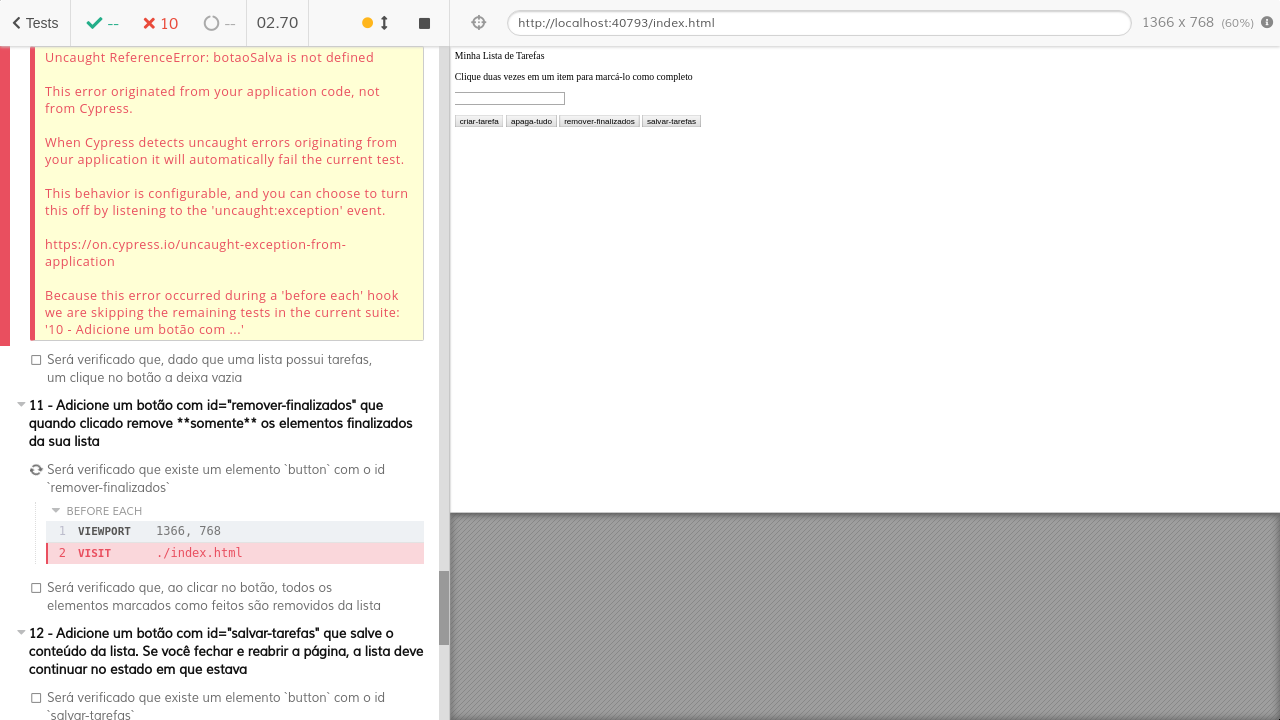 Tests
--
10
--
02.70
http://localhost:40793/index.html
1366 x 768 (60%)
Uncaught ReferenceError: botaoSalva is not defined
This error originated from your application code, not
from Cypress.
When Cypress detects uncaught errors originating from
your application it will automatically fail the current test.
This behavior is configurable, and you can choose to turn
this off by listening to the 'uncaught:exception' event.
https://on.cypress.io/uncaught-exception-from-
application
Because this error occurred during a 'before each' hook
we are skipping the remaining tests in the current suite:
'10 - Adicione um botão com ...'
Será verificado que, dado que uma lista possui tarefas,
um clique no botão a deixa vazia
11 - Adicione um botão com id="remover-finalizados" que
quando clicado remove **somente** os elementos finalizados
da sua lista
Será verificado que existe um elemento `button` com o id
`remover-finalizados`
BEFORE EACH
1 VIEWPORT 1366, 768
2 VISIT ./index.html
Será verificado que, ao clicar no botão, todos os
elementos marcados como feitos são removidos da lista
12 - Adicione um botão com id="salvar-tarefas" que salve o
conteúdo da lista. Se você fechar e reabrir a página, a lista deve
continuar no estado em que estava
Será verificado que existe um elemento `button` com o id
`salvar-tarefas`
Minha Lista de Tarefas
Clique duas vezes em um item para marcá-lo como completo
criar-tarefa apaga-tudo remover-finalizados salvar-tarefas